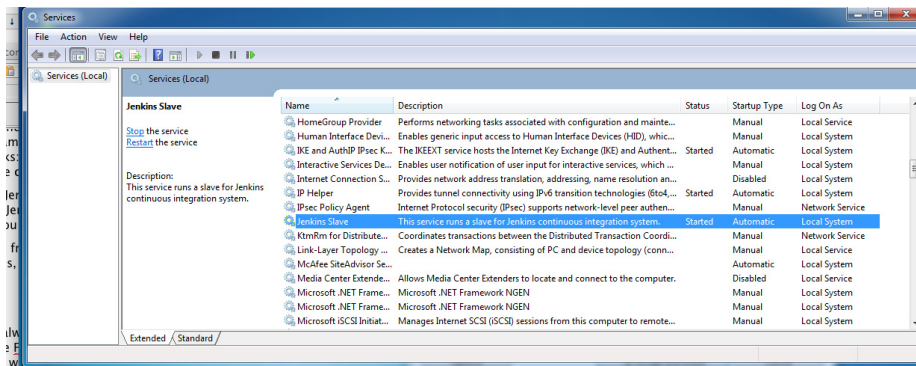 Services
File Action View Help
Services (Local)
Services (Local)
Jenkins Slave
Stop the service
Restart the service
Description:
This service runs a slave for Jenkins
continuous integration system.
Name Description Status Startup Type Log On As
HomeGroup Provider Performs networking tasks associated with configuration and mainte... Manual Local Service
Human Interface Devi... Enables generic input access to Human Interface Devices (HID), whic... Manual Local System
IKE and AuthIP IPsec K... The IKEEXT service hosts the Internet Key Exchange (IKE) and Authent... Started Automatic Local System
Interactive Services De... Enables user notification of user input for interactive services, which ... Manual Local System
Internet Connection S... Provides network address translation, addressing, name resolution an... Disabled Local System
IP Helper Provides tunnel connectivity using IPv6 transition technologies (6to4,... Started Automatic Local System
IPsec Policy Agent Internet Protocol security (IPsec) supports network-level peer authen... Manual Network Service
Jenkins Slave This service runs a slave for Jenkins continuous integration system. Started Automatic Local System
KtmRm for Distribute... Coordinates transactions between the Distributed Transaction Coordi... Manual Network Service
Link-Layer Topology ... Creates a Network Map, consisting of PC and device topology (conn... Manual Local Service
McAfee SiteAdvisor Se... Automatic Local System
Media Center Extende... Allows Media Center Extenders to locate and connect to the computer. Disabled Local Service
Microsoft .NET Frame... Microsoft .NET Framework NGEN Manual Local System
Microsoft .NET Frame... Microsoft .NET Framework NGEN Manual Local System
Microsoft iSCSI Initiat... Manages Internet SCSI (iSCSI) sessions from this computer to remote... Manual Local System
Extended Standard